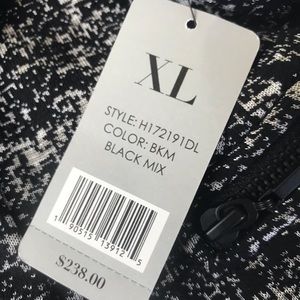 XL
STYLE: H172191DL
COLOR: BKM
BLACK MIX
1 90515 13912 5
$238.00